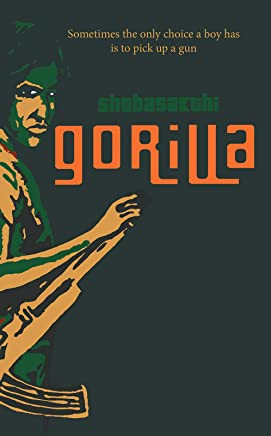 Sometimes the only choice a boy has
is to pick up a gun
shobasakthi
gorilla